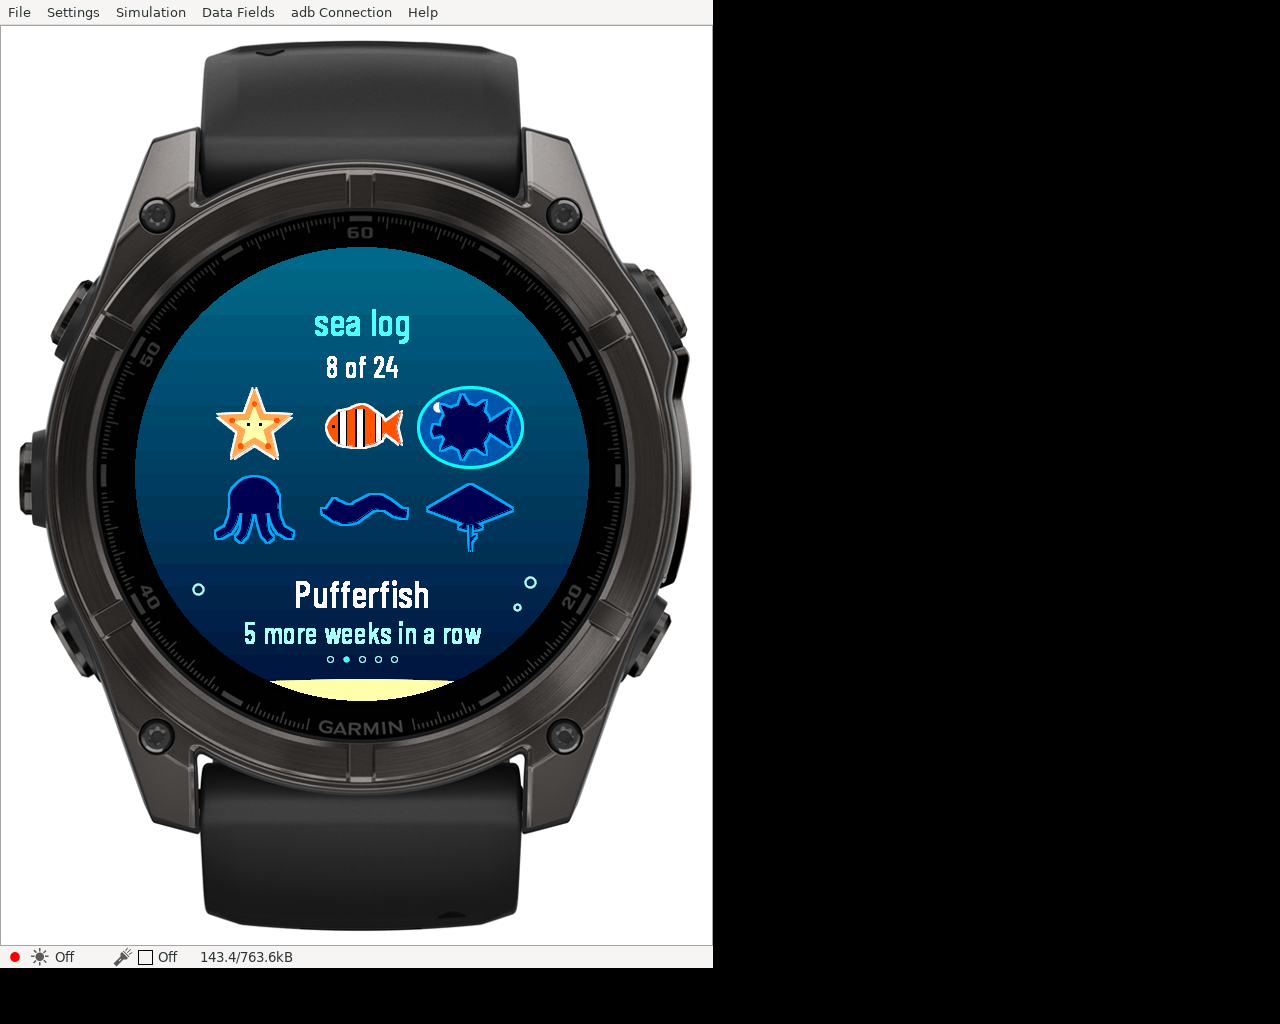 File Settings Simulation Data Fields adb Connection Help
60
sea log
8 of 24
50
Pufferfish
5 more weeks in a row
40
20
GARMIN
Off Off 143.4/763.6kB